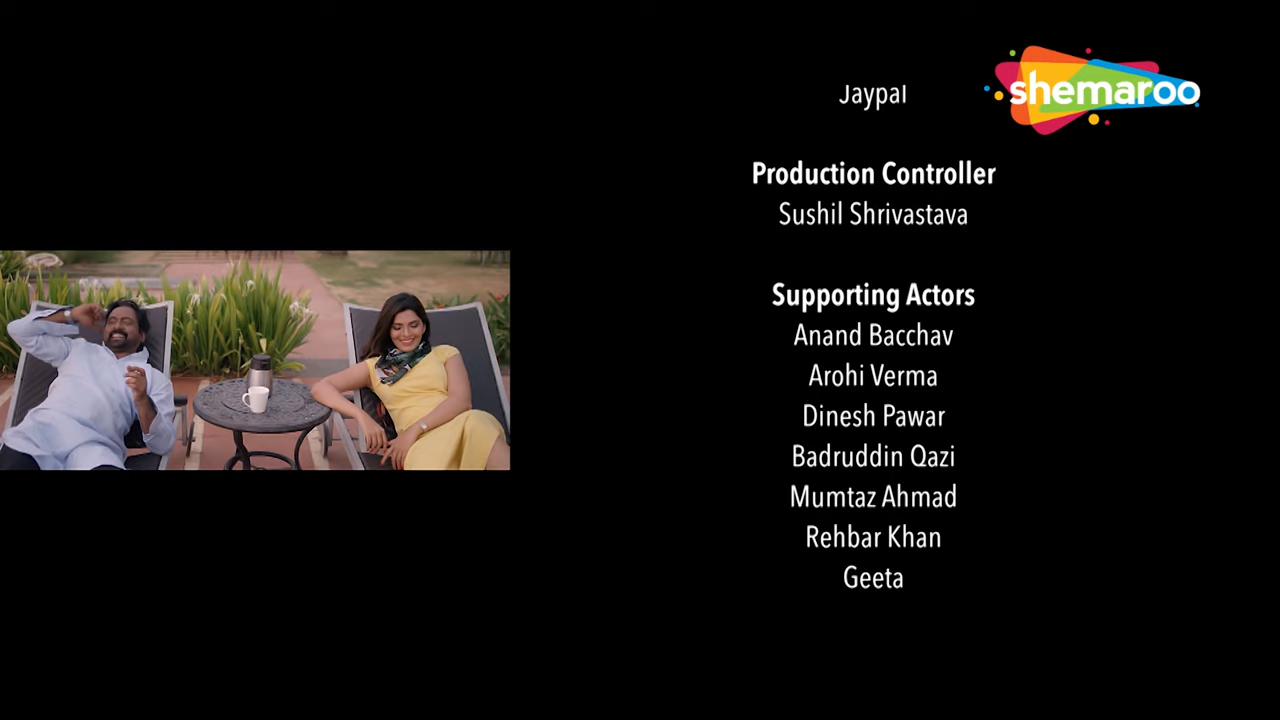 Jaypal
shemaroo
Production Controller
Sushil Shrivastava
Supporting Actors
Anand Bacchav
Arohi Verma
Dinesh Pawar
Badruddin Qazi
Mumtaz Ahmad
Rehbar Khan
Geeta